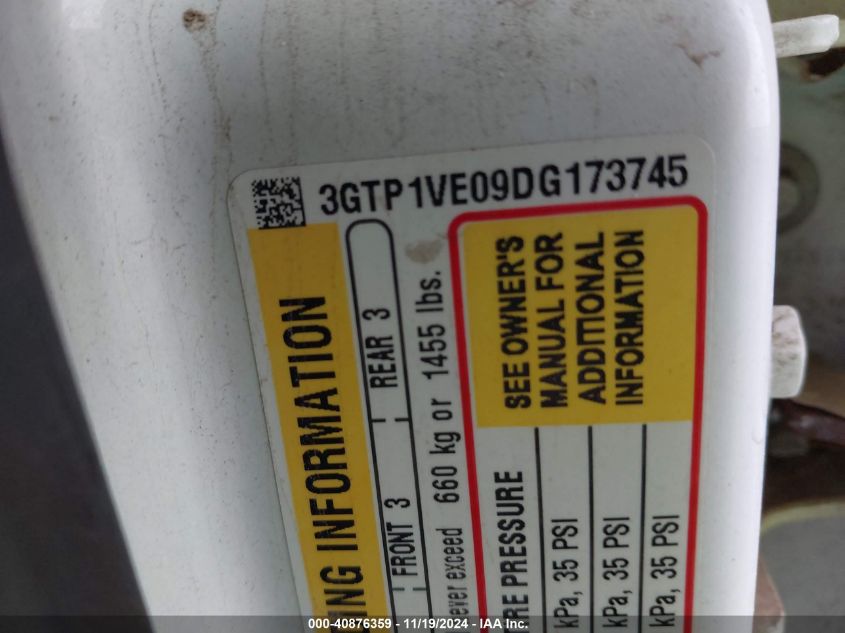 3GTP1VE09DG173745
ING INFORMATION
FRONT 3 REAR 3
ever exceed 660 kg or 1455 lbs.
RE PRESSURE
SEE OWNER'S
MANUAL FOR
ADDITIONAL
INFORMATION
kPa, 35 PSI
kPa, 35 PSI
kPa, 35 PSI
000-40876359 — 11/19/2024 — IAA Inc.